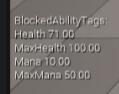 BlockedAbilityTags:
Health 71.00
MaxHealth 100.00
Mana 10.00
MaxMana 50.00